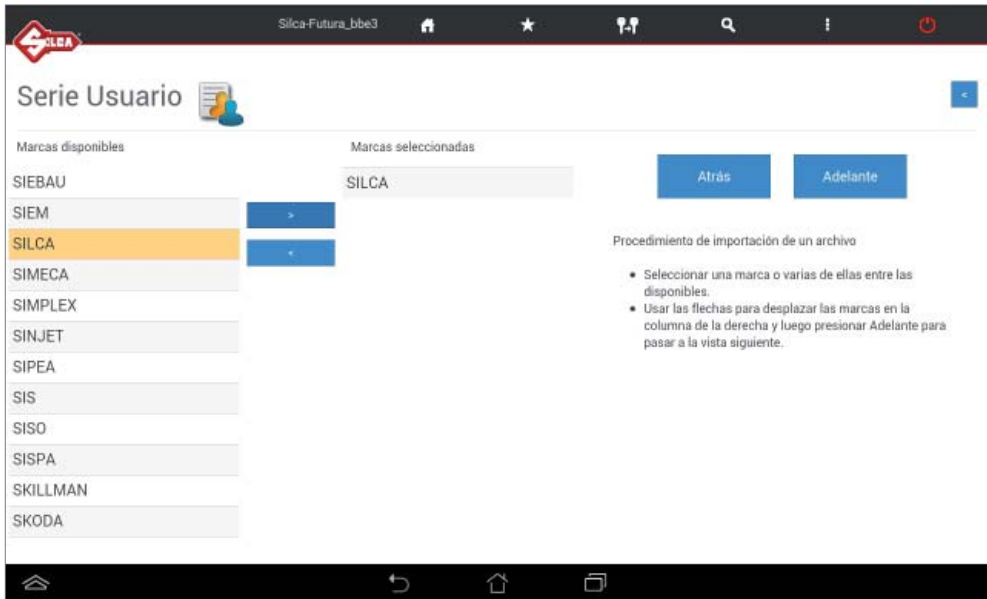 Silca-Futura_bbe3
SILCA
Serie Usuario
<
Marcas disponibles
Marcas seleccionadas
SIEBAU
SILCA
Atrás
Adelante
SIEM
>
SILCA
<
SIMECA
SIMPLEX
SINJET
SIPEA
SIS
SISO
SISPA
SKILLMAN
SKODA
Procedimiento de importación de un archivo
• Seleccionar una marca o varias de ellas entre las
disponibles.
• Usar las flechas para desplazar las marcas en la
columna de la derecha y luego presionar Adelante para
pasar a la vista siguiente.